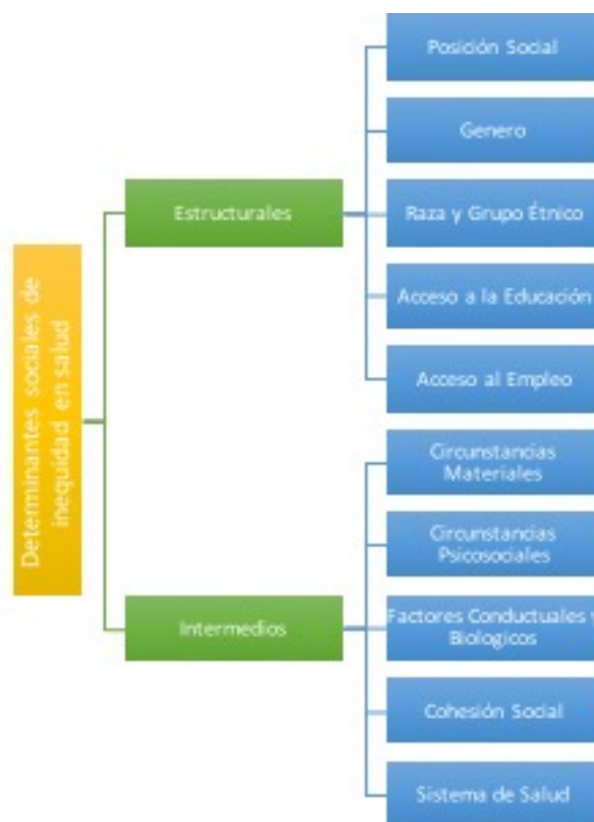 Determinantes sociales de
inequidad en salud
Estructurales
Posición Social
Genero
Raza y Grupo Étnico
Acceso a la Educación
Acceso al Empleo
Intermedios
Circunstancias
Materiales
Circunstancias
Psicosociales
Factores Conductuales y
Biologicos
Cohesión Social
Sistema de Salud